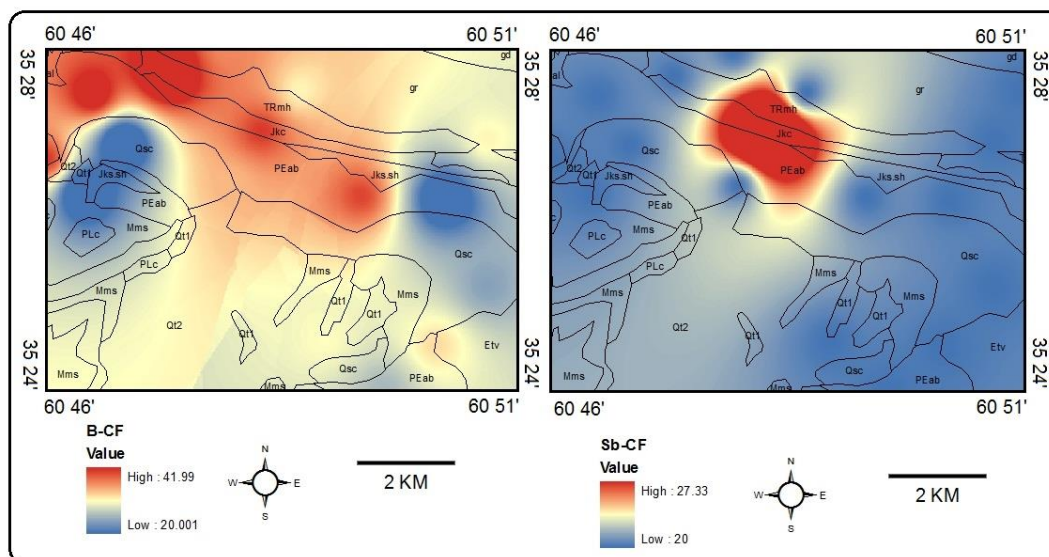 60 46'
60 51'
60 46'
60 51'
35 28'
35 28'
35 28'
35 28'
gd
gr
TRmh
Jkc
Qsc
PEab
Qt2
Qt1
Jks.sh
Jks.sh
PEab
PLc
Mms
Qt1
PLc
Mms
Qsc
Mms
Mms
Qt1
Qt1
Qt2
Qt1
Etv
Qsc
PEab
Mms
Mms
gd
gr
TRmh
Jkc
Qsc
PEab
Qt2
Qt1
Jks.sh
Jks.sh
PEab
PLc
Mms
Qt1
PLc
Mms
Qsc
Mms
Mms
Qt1
Qt1
Qt2
Qt1
Etv
Qsc
PEab
Mms
Mms
35 24'
35 24'
35 24'
35 24'
60 46'
60 51'
60 46'
60 51'
B-CF
Value
High : 41.99
Low : 20.001
N
W
E
S
2 KM
Sb-CF
Value
High : 27.33
Low : 20
N
W
E
S
2 KM